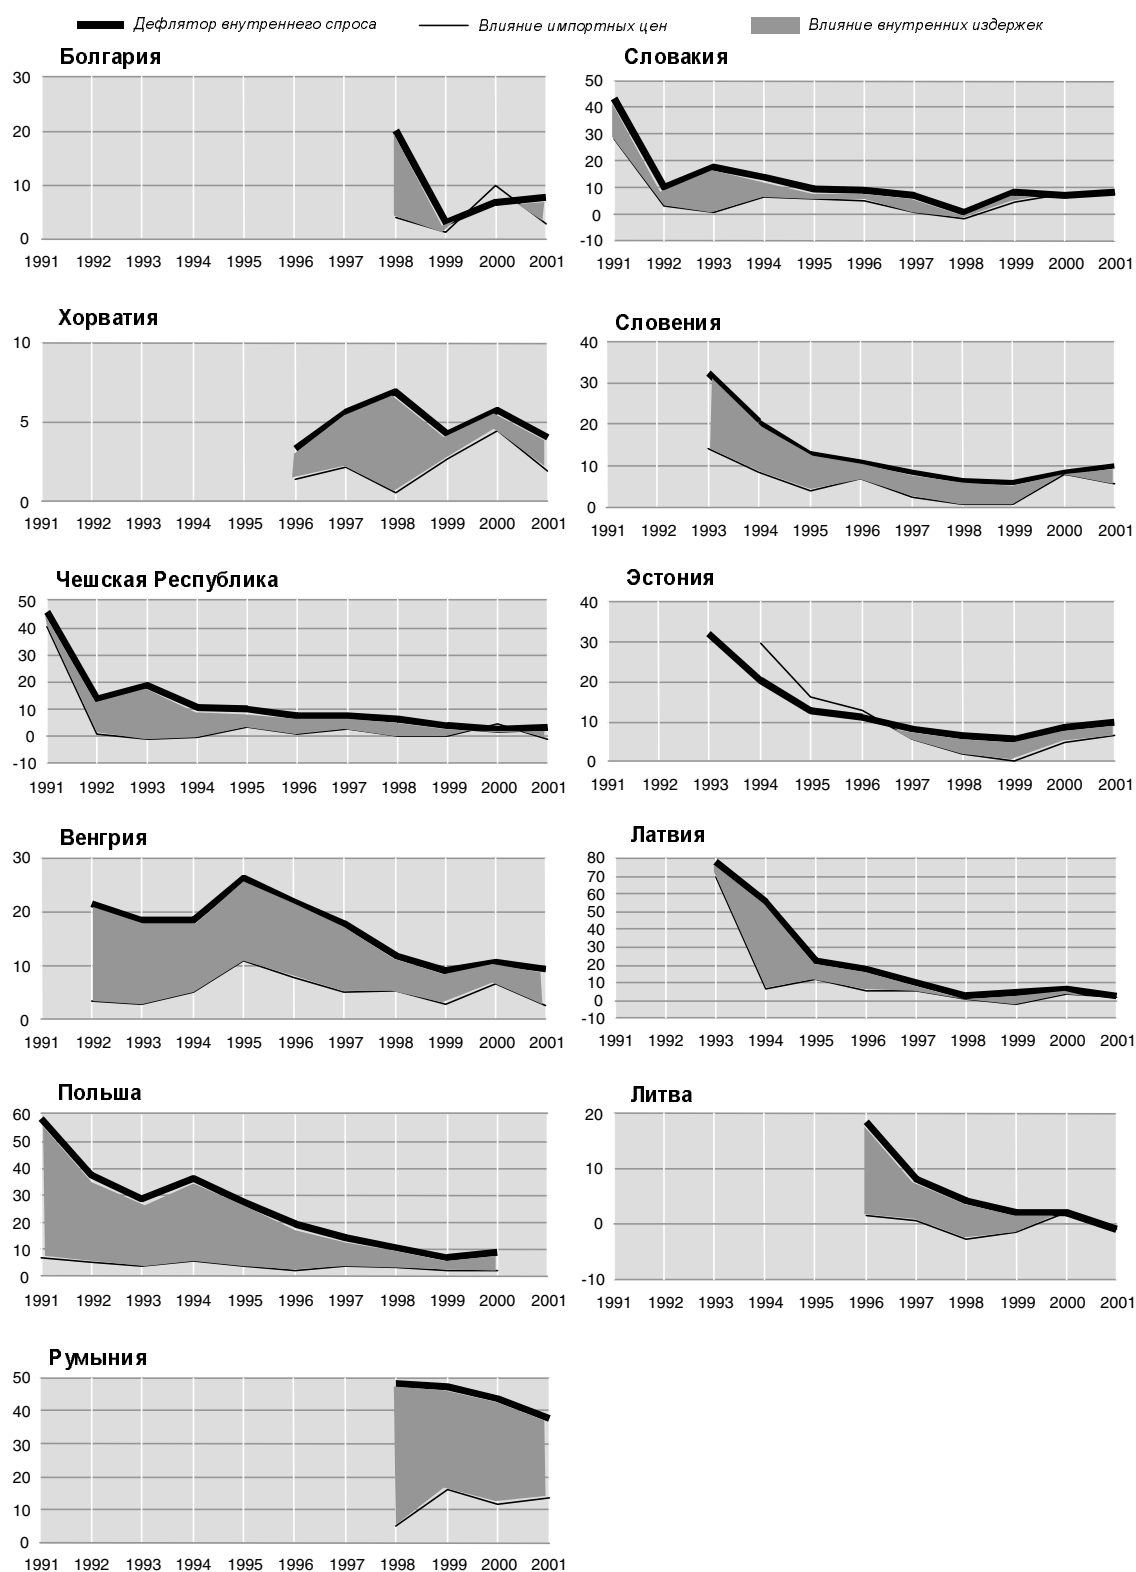 Дефлятор внутреннего спроса Влияние импортных цен Влияние внутренних издержек
Болгария
30
20
10
0
1991 1992 1993 1994 1995 1996 1997 1998 1999 2000 2001
Словакия
50
40
30
20
10
0
-10
1991 1992 1993 1994 1995 1996 1997 1998 1999 2000 2001
Хорватия
10
5
0
1991 1992 1993 1994 1995 1996 1997 1998 1999 2000 2001
Словения
40
30
20
10
0
1991 1992 1993 1994 1995 1996 1997 1998 1999 2000 2001
Чешская Республика
50
40
30
20
10
0
-10
1991 1992 1993 1994 1995 1996 1997 1998 1999 2000 2001
Эстония
40
30
20
10
0
1991 1992 1993 1994 1995 1996 1997 1998 1999 2000 2001
Венгрия
30
20
10
0
1991 1992 1993 1994 1995 1996 1997 1998 1999 2000 2001
Латвия
80
70
60
50
40
30
20
10
0
-10
1991 1992 1993 1994 1995 1996 1997 1998 1999 2000 2001
Польша
60
50
40
30
20
10
0
1991 1992 1993 1994 1995 1996 1997 1998 1999 2000 2001
Литва
20
10
0
-10
1991 1992 1993 1994 1995 1996 1997 1998 1999 2000 2001
Румыния
50
40
30
20
10
0
1991 1992 1993 1994 1995 1996 1997 1998 1999 2000 2001